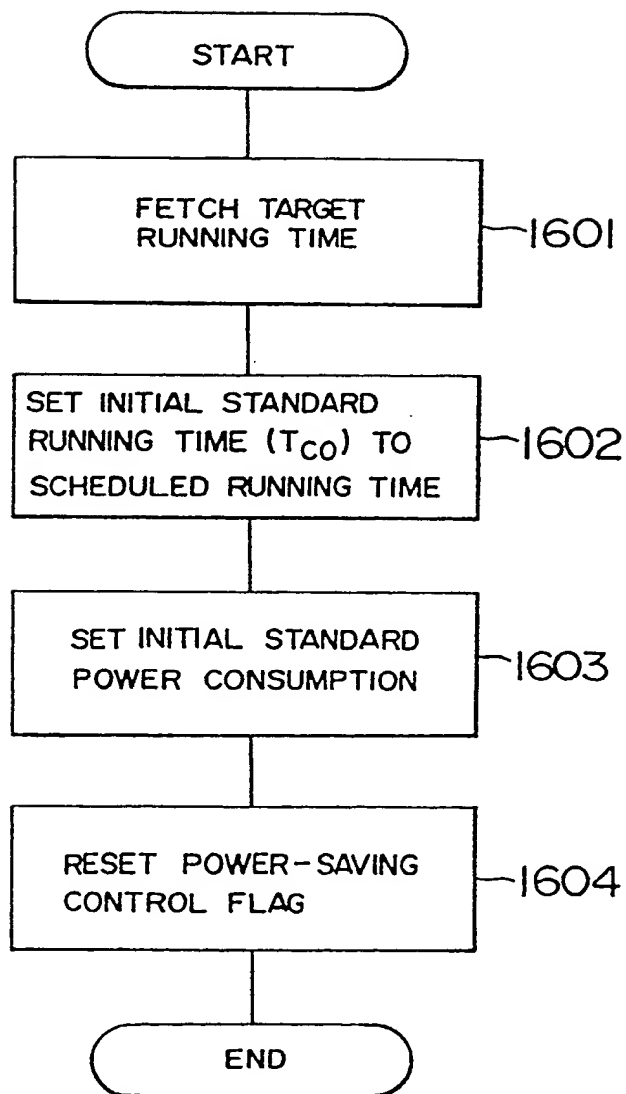 START
FETCH TARGET
RUNNING TIME
1601
SET INITIAL STANDARD
RUNNING TIME (TCO) TO
SCHEDULED RUNNING TIME
1602
SET INITIAL STANDARD
POWER CONSUMPTION
1603
RESET POWER-SAVING
CONTROL FLAG
1604
END